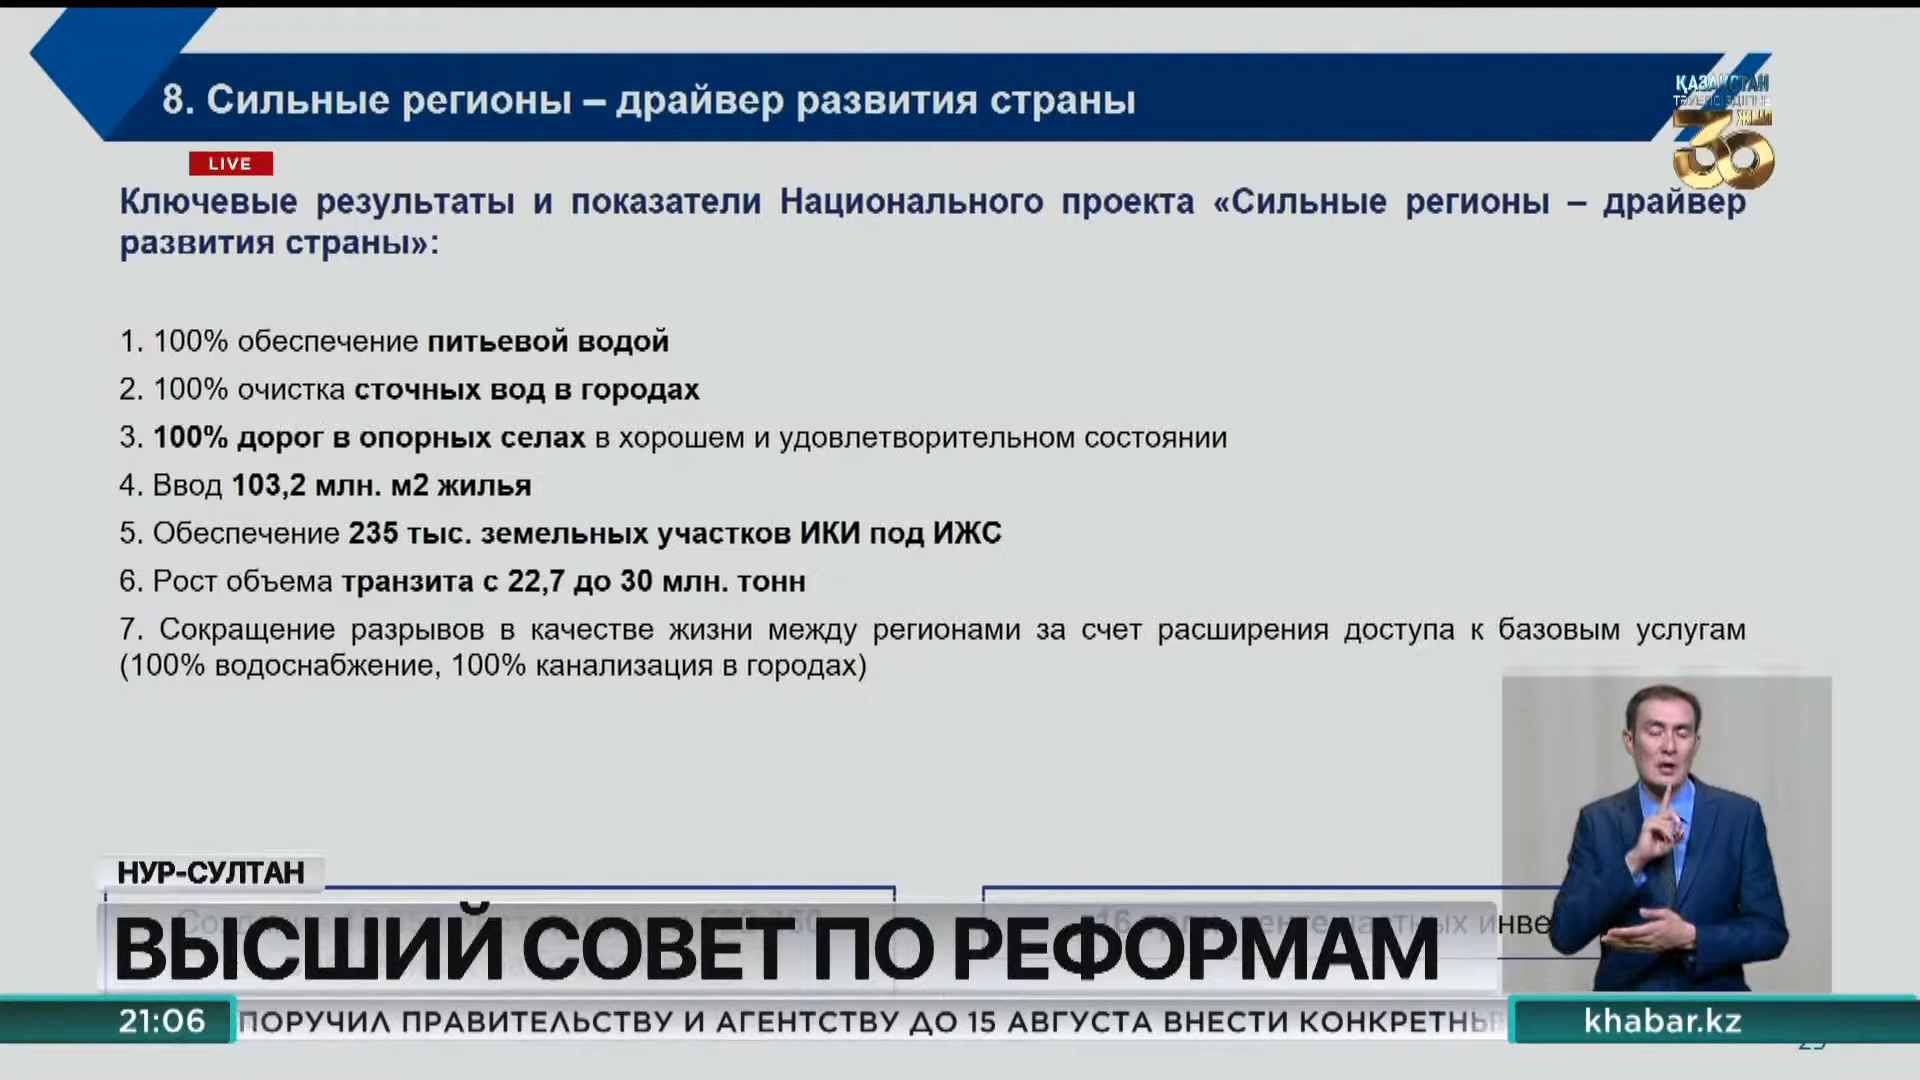 8. Сильные регионы – драйвер развития страны
ҚАЗАҚСТАН
ТӘУЕЛСІЗДІГІНЕ
30 ЖЫЛ
LIVE
Ключевые результаты и показатели Национального проекта «Сильные регионы – драйвер
развития страны»:
1. 100% обеспечение питьевой водой
2. 100% очистка сточных вод в городах
3. 100% дорог в опорных селах в хорошем и удовлетворительном состоянии
4. Ввод 103,2 млн. м2 жилья
5. Обеспечение 235 тыс. земельных участков ИКИ под ИЖС
6. Рост объема транзита с 22,7 до 30 млн. тонн
7. Сокращение разрывов в качестве жизни между регионами за счет расширения доступа к базовым услугам
(100% водоснабжение, 100% канализация в городах)
НУР-СУЛТАН
ВЫСШИЙ СОВЕТ ПО РЕФОРМАМ
21:06 ПОРУЧИЛ ПРАВИТЕЛЬСТВУ И АГЕНТСТВУ ДО 15 АВГУСТА ВНЕСТИ КОНКРЕТНЫ khabar.kz